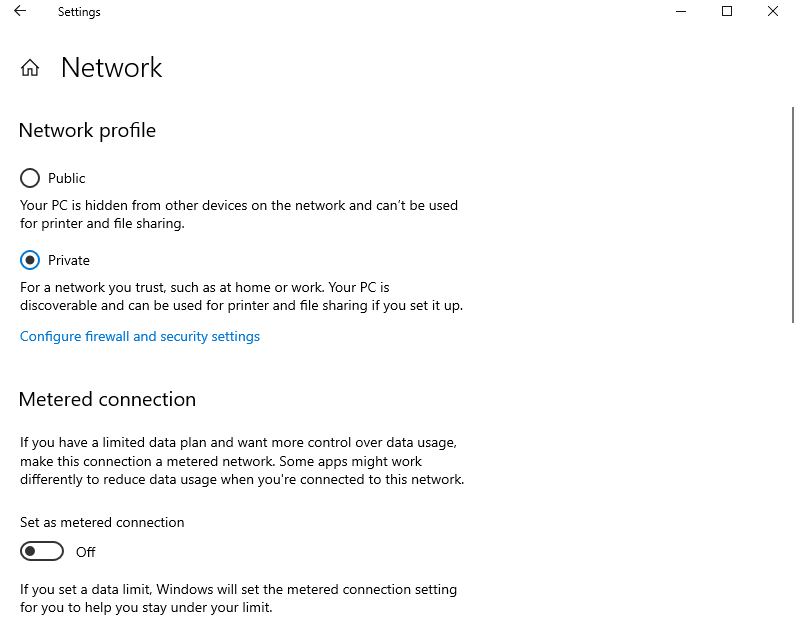 Settings
Network
Network profile
Public
Your PC is hidden from other devices on the network and can't be used
for printer and file sharing.
Private
For a network you trust, such as at home or work. Your PC is
discoverable and can be used for printer and file sharing if you set it up.
Configure firewall and security settings
Metered connection
If you have a limited data plan and want more control over data usage,
make this connection a metered network. Some apps might work
differently to reduce data usage when you're connected to this network.
Set as metered connection
Off
If you set a data limit, Windows will set the metered connection setting
for you to help you stay under your limit.